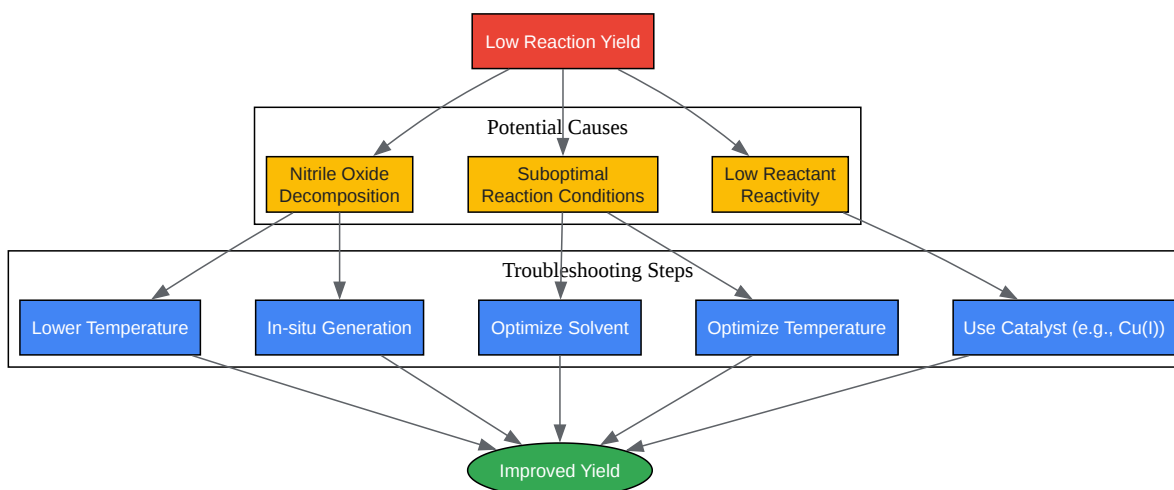 Low Reaction Yield
Potential Causes
Nitrile Oxide
Decomposition
Suboptimal
Reaction Conditions
Low Reactant
Reactivity
Troubleshooting Steps
Lower Temperature
In-situ Generation
Optimize Solvent
Optimize Temperature
Use Catalyst (e.g., Cu(I))
Improved Yield